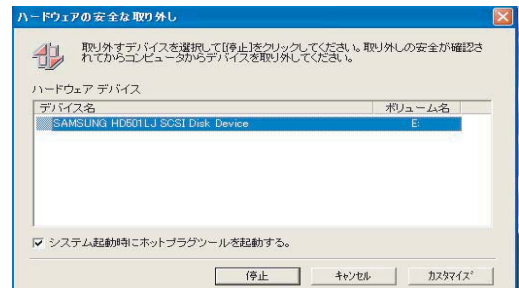 ハードウェアの安全な取り外し
取り外すデバイスを選択して[停止]をクリックしてください。取り外しの安全が確認さ
れてからコンピュータからデバイスを取り外してください。
ハードウェア デバイス
デバイス名 ボリューム名
SAMSUNG HD501LJ SCSI Disk Device E:
システム起動時にホットプラグツールを起動する。
停止 キャンセル カスタマイズ